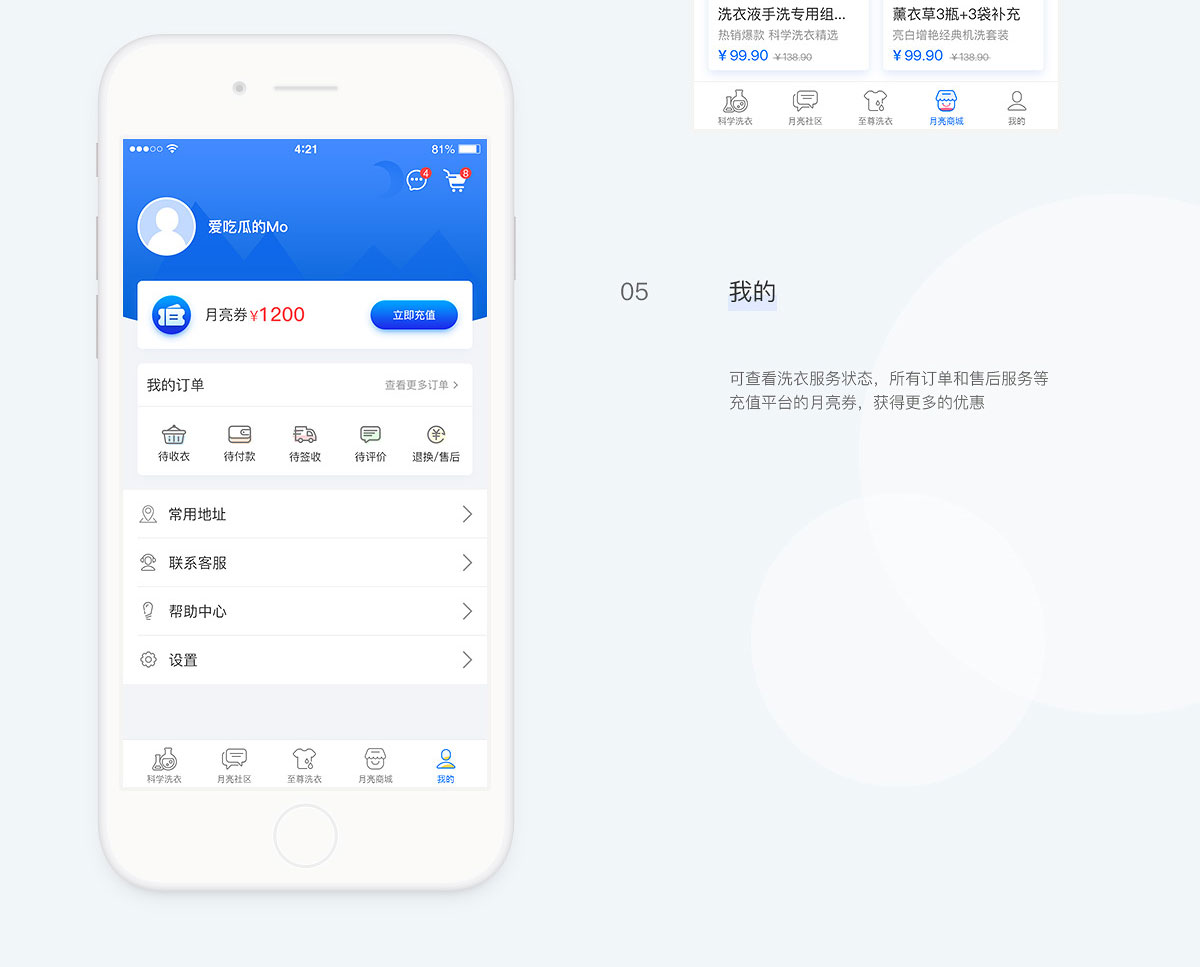 洗衣液手洗专用组...
薰衣草3瓶+3袋补充
热销爆款 科学洗衣精选
亮白增艳经典机洗套装
¥ 99.90 ¥ 138.90
¥ 99.90 ¥ 138.90
科学洗衣 月亮社区 至尊洗衣 月亮商城 我的
4:21 81%
4 8
爱吃瓜的Mo
月亮券 ¥1200 立即充值
我的订单 查看更多订单
待收衣 待付款 待签收 待评价 退换/售后
常用地址
联系客服
帮助中心
设置
科学洗衣 月亮社区 至尊洗衣 月亮商城 我的
05 我的
可查看洗衣服务状态，所有订单和售后服务等
充值平台的月亮券，获得更多的优惠